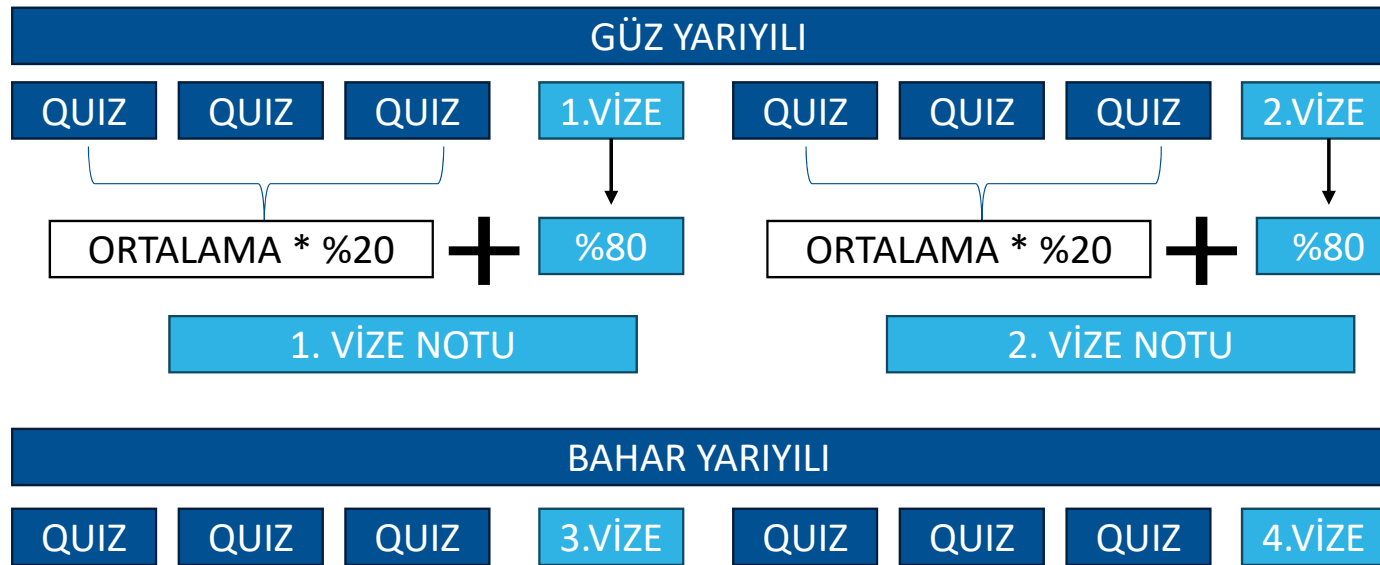 GÜZ YARIYILI
QUIZ QUIZ QUIZ 1.VİZE QUIZ QUIZ QUIZ 2.VİZE
ORTALAMA * %20 + %80 ORTALAMA * %20 + %80
1. VİZE NOTU 2. VİZE NOTU
BAHAR YARIYILI
QUIZ QUIZ QUIZ 3.VİZE QUIZ QUIZ QUIZ 4.VİZE